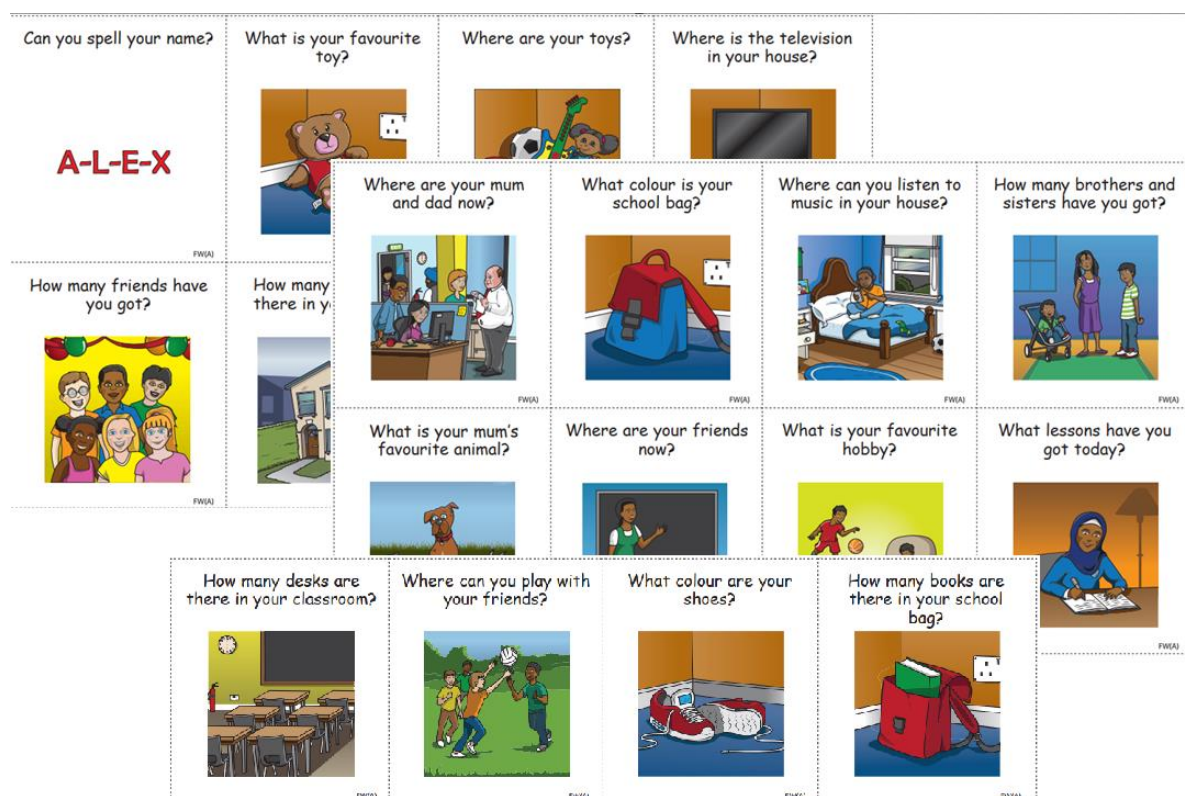 Can you spell your name?
A-L-E-X
FW(A)
What is your favourite
toy?
Where are your toys?
Where is the television
in your house?
How many friends have
you got?
FW(A)
How many
there in
Where are your mum
and dad now?
FW(A)
What colour is your
school bag?
FW(A)
Where can you listen to
music in your house?
FW(A)
How many brothers and
sisters have you got?
FW(A)
What is your mum's
favourite animal?
Where are your friends
now?
What is your favourite
hobby?
What lessons have you
got today?
FW(A)
How many desks are
there in your classroom?
FW(A)
Where can you play with
your friends?
FW(A)
What colour are your
shoes?
FW(A)
How many books are
there in your school
bag?
FW(A)